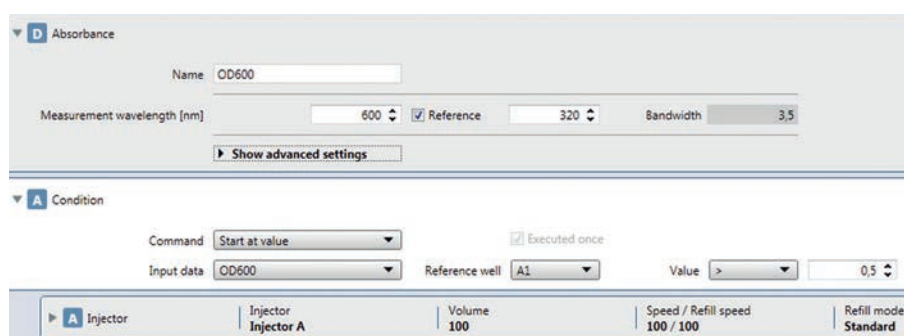 D Absorbance
Name OD600
Measurement wavelength [nm] 600 Reference 320 Bandwidth 3,5
Show advanced settings
A Condition
Command Start at value Executed once
Input data OD600 Reference well A1 Value > 0,5
A Injector Injector Volume Speed / Refill speed Refill mode
Injector A 100 100 / 100 Standard